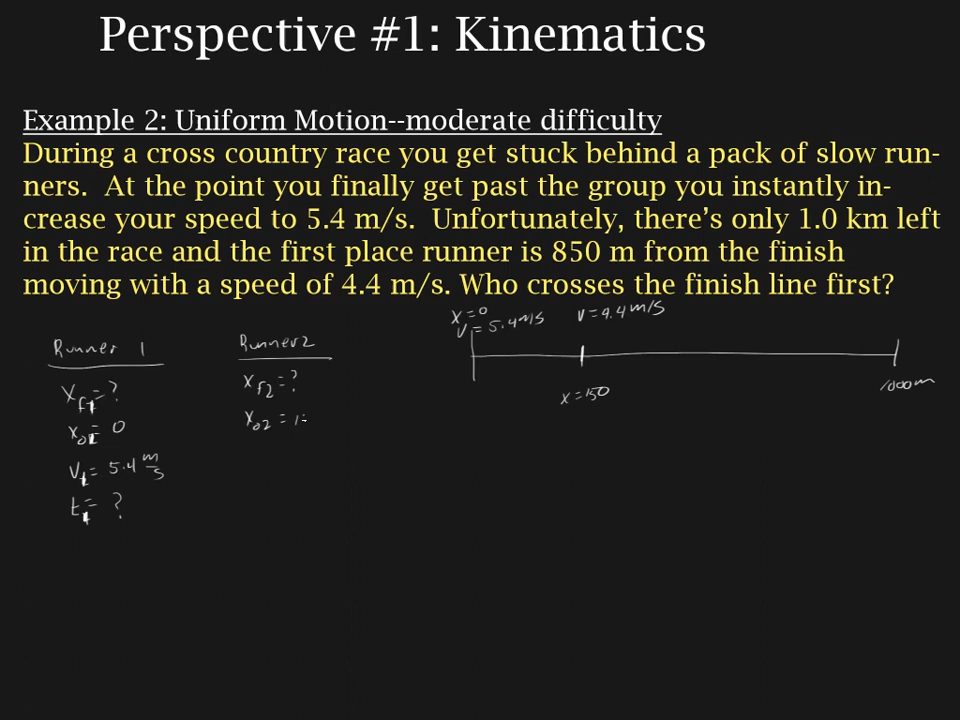 Perspective #1: Kinematics
Example 2: Uniform Motion--moderate difficulty
During a cross country race you get stuck behind a pack of slow run-
ners.  At the point you finally get past the group you instantly in-
crease your speed to 5.4 m/s.  Unfortunately, there's only 1.0 km left
in the race and the first place runner is 850 m from the finish
moving with a speed of 4.4 m/s. Who crosses the finish line first?
x=0
v=5.4m/s
v=4.4m/s
x=150
1000m
Runner 1
xf1=?
x01=0
v1=5.4 m/s
t1= ?
Runner 2
xf2=?
x02=